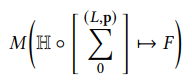 M(ℍ ∘ [∑₀^(L,𝐩)] ↦ F)